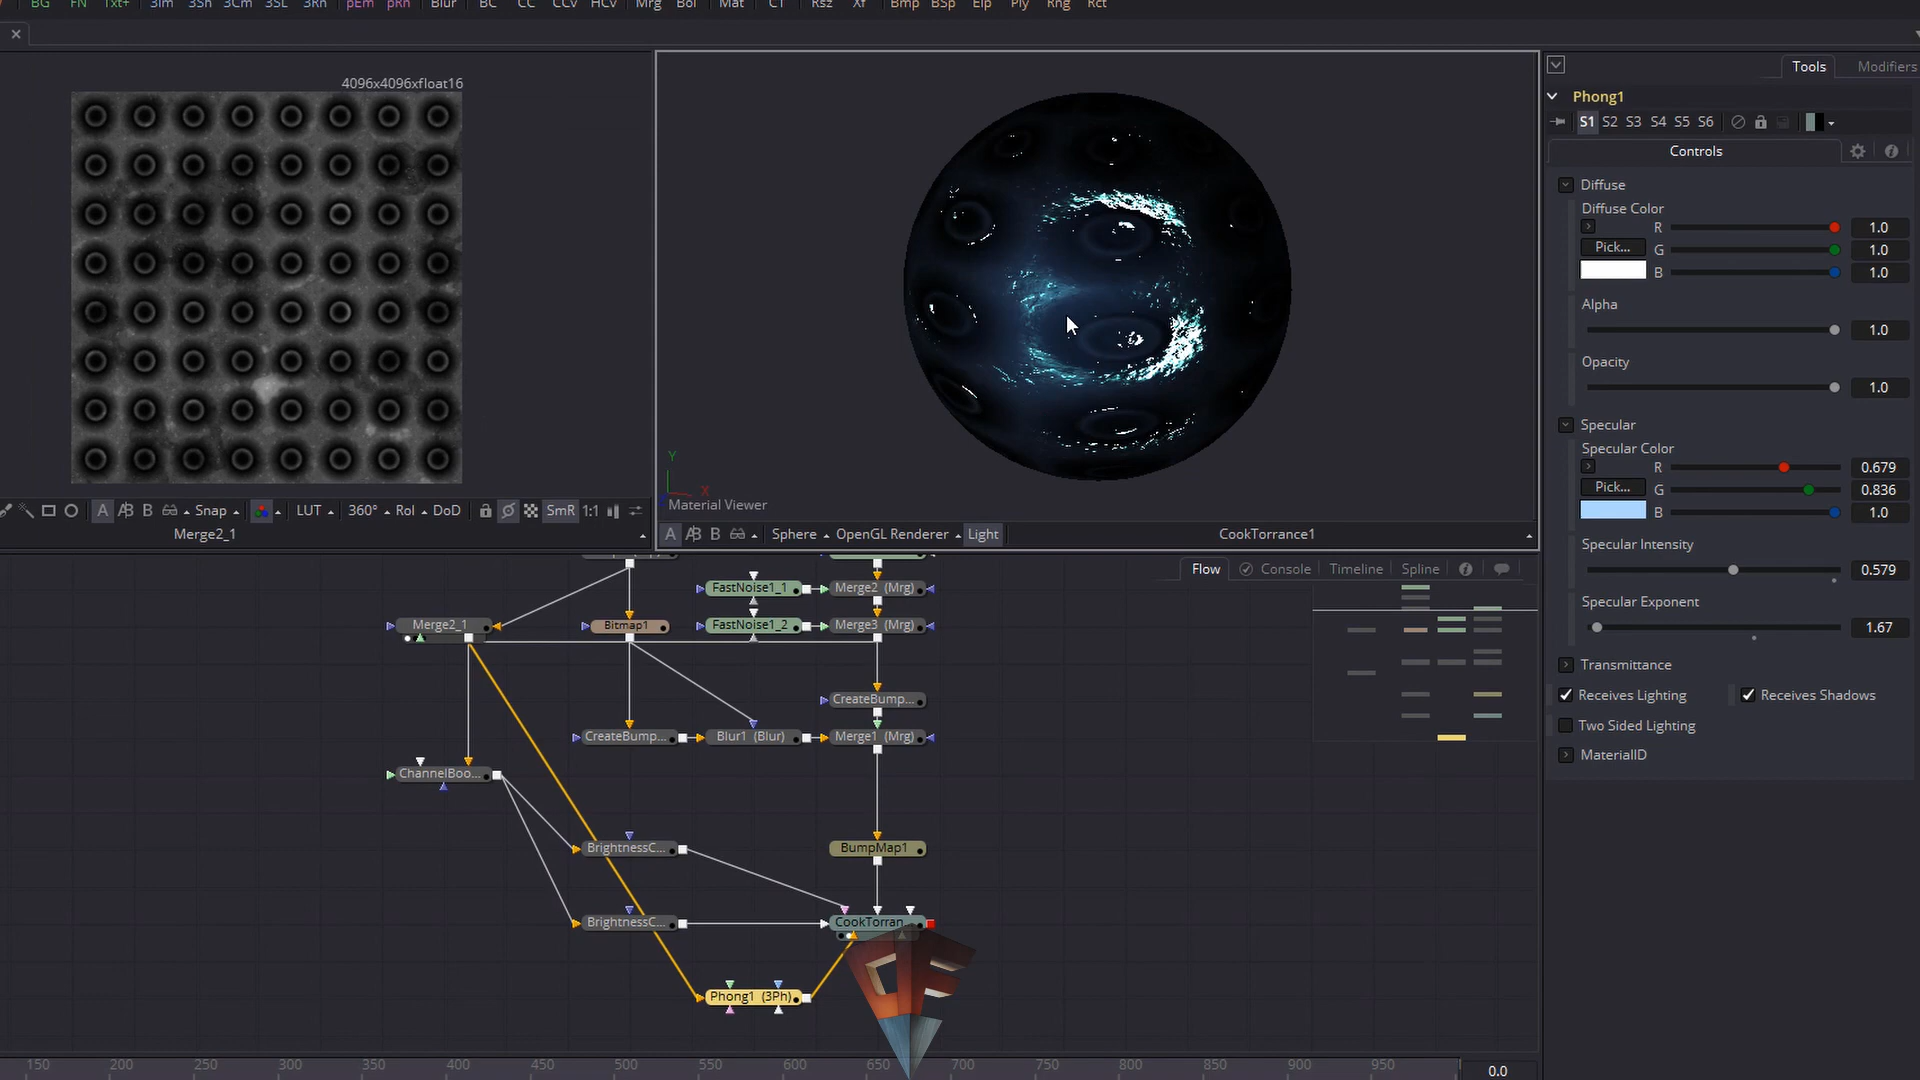 BG FN Txt+ 3Im 3Sh 3Cm 3SL 3Rn pEm pRn Blur BC CC CCv HCv Mrg Bol Mat CT Rsz Xf Bmp BSp Elp Ply Rng Rct
4096x4096xfloat16
A B Snap LUT 360° RoI DoD SmR 1:1
Merge2_1
Y
X
Material Viewer
A B Sphere OpenGL Renderer Light CookTorrance1
Tools Modifiers
Phong1
S1 S2 S3 S4 S5 S6
Controls
Diffuse
Diffuse Color
R 1.0
Pick... G 1.0
B 1.0
Alpha
1.0
Opacity
1.0
Specular
Specular Color
R 0.679
Pick... G 0.836
B 1.0
Specular Intensity
0.579
Specular Exponent
1.67
Transmittance
Receives Lighting Receives Shadows
Two Sided Lighting
MaterialID
Flow Console Timeline Spline
FastNoise1_1 Merge2 (Mrg)
Merge2_1 Bitmap1 FastNoise1_2 Merge3 (Mrg)
CreateBump...
CreateBump... Blur1 (Blur) Merge1 (Mrg)
ChannelBoo...
BrightnessC... BumpMap1
BrightnessC... CookTorran...
Phong1 (3Ph)
150 200 250 300 350 400 450 500 550 600 650 700 750 800 850 900 950
0.0